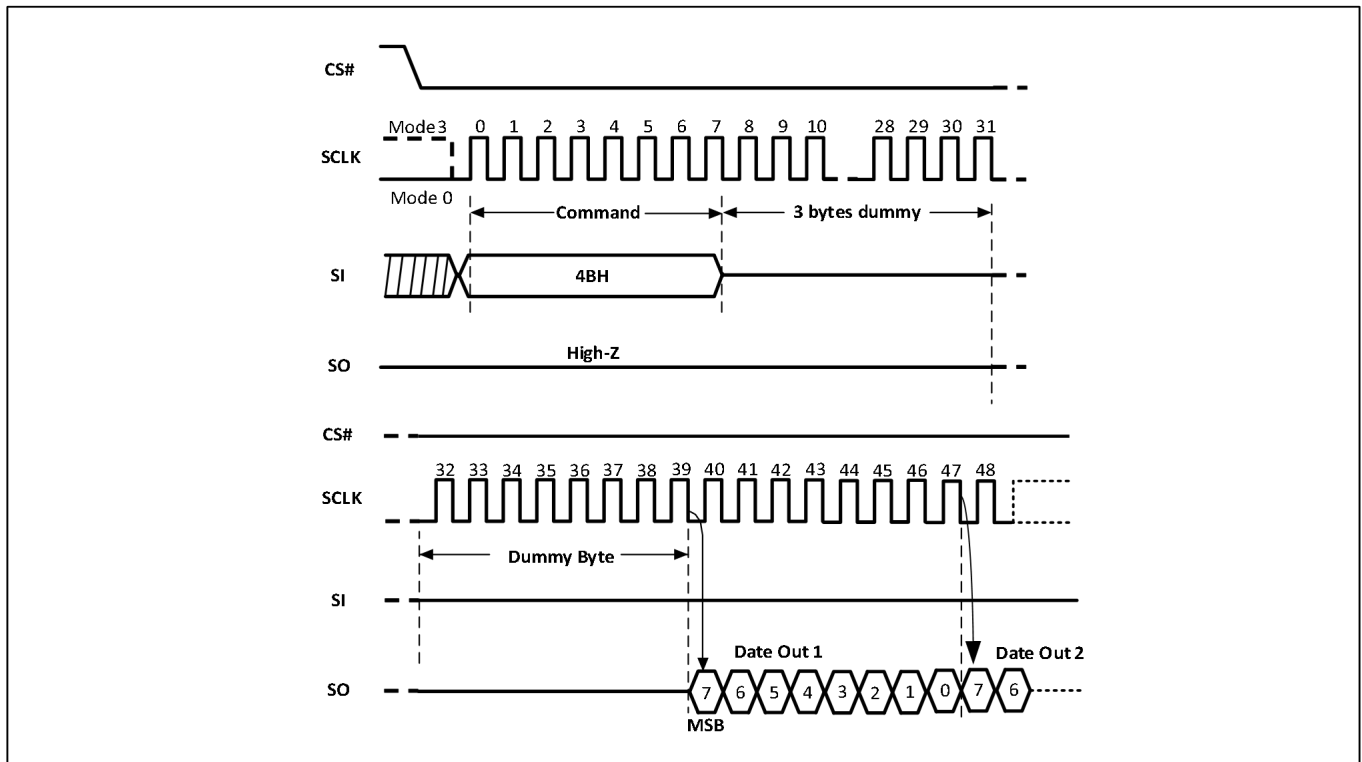 CS#
Mode3 0 1 2 3 4 5 6 7 8 9 10 28 29 30 31
SCLK
Mode 0
Command 3 bytes dummy
SI 4BH
High-Z
SO
CS#
32 33 34 35 36 37 38 39 40 41 42 43 44 45 46 47 48
SCLK
Dummy Byte
SI
Date Out 1 Date Out 2
SO 7 6 5 4 3 2 1 0 7 6
MSB